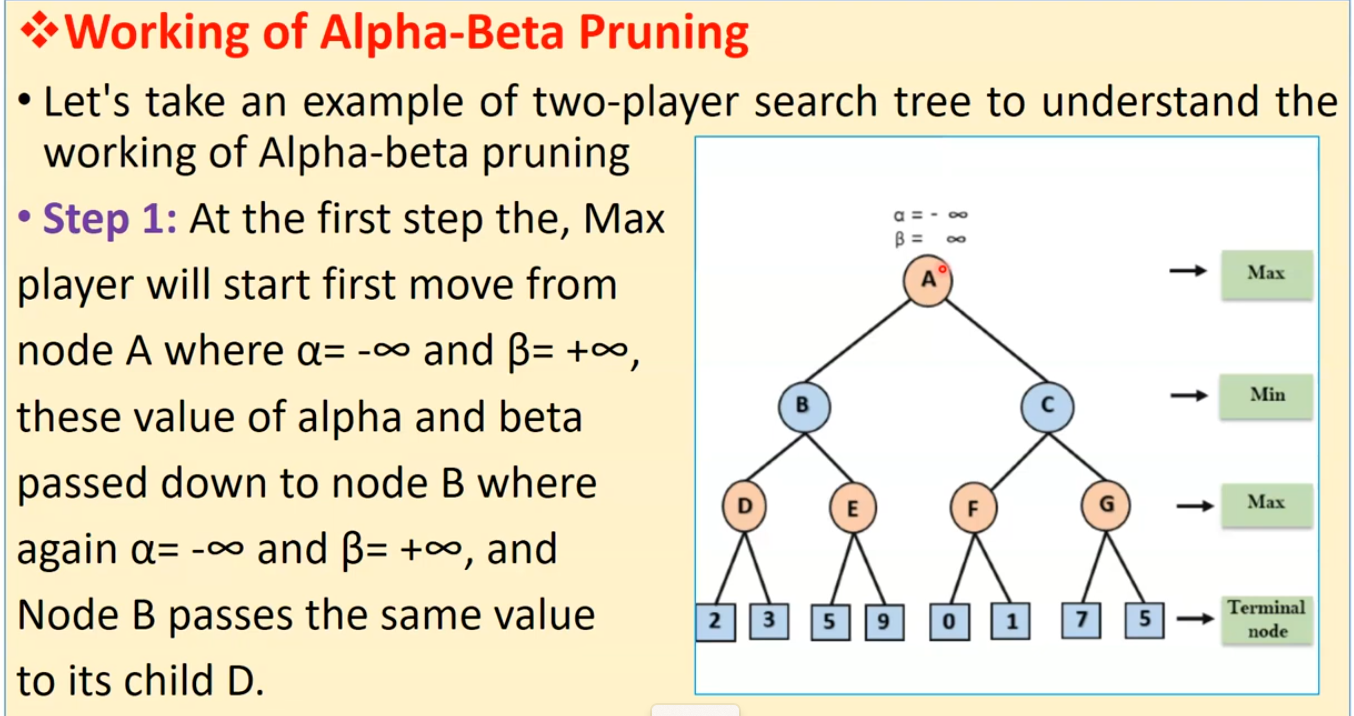 ❖Working of Alpha-Beta Pruning
• Let's take an example of two-player search tree to understand the
working of Alpha-beta pruning
• Step 1: At the first step the, Max
player will start first move from
node A where α= -∞ and β= +∞,
these value of alpha and beta
passed down to node B where
again α= -∞ and β= +∞, and
Node B passes the same value
to its child D.
α = - ∞
β = ∞
A
Max
B
C
Min
D
E
F
G
Max
2
3
5
9
0
1
7
5
Terminal
node